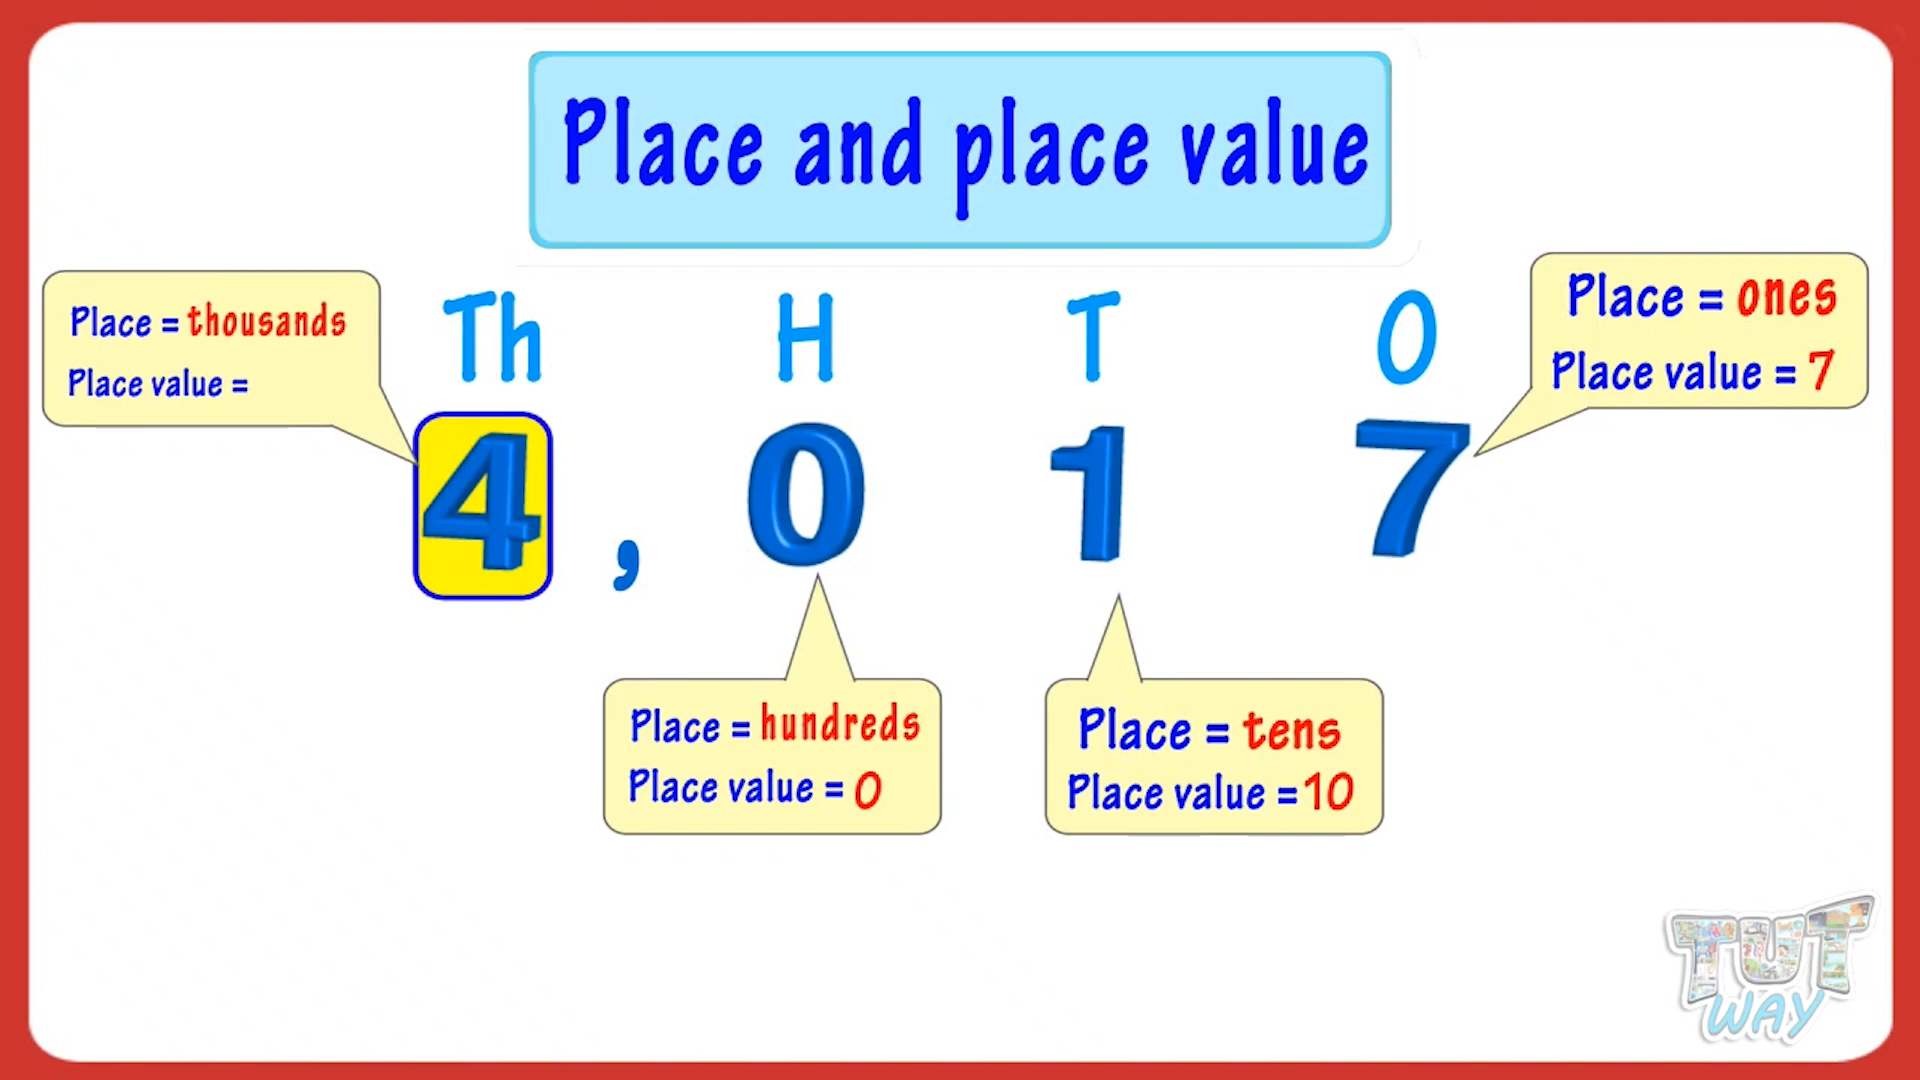 Place and place value
Place = thousands
Place value =
Th H T O
Place = ones
Place value = 7
4 , 0 1 7
Place = hundreds
Place value = 0
Place = tens
Place value = 10
TUT
WAY